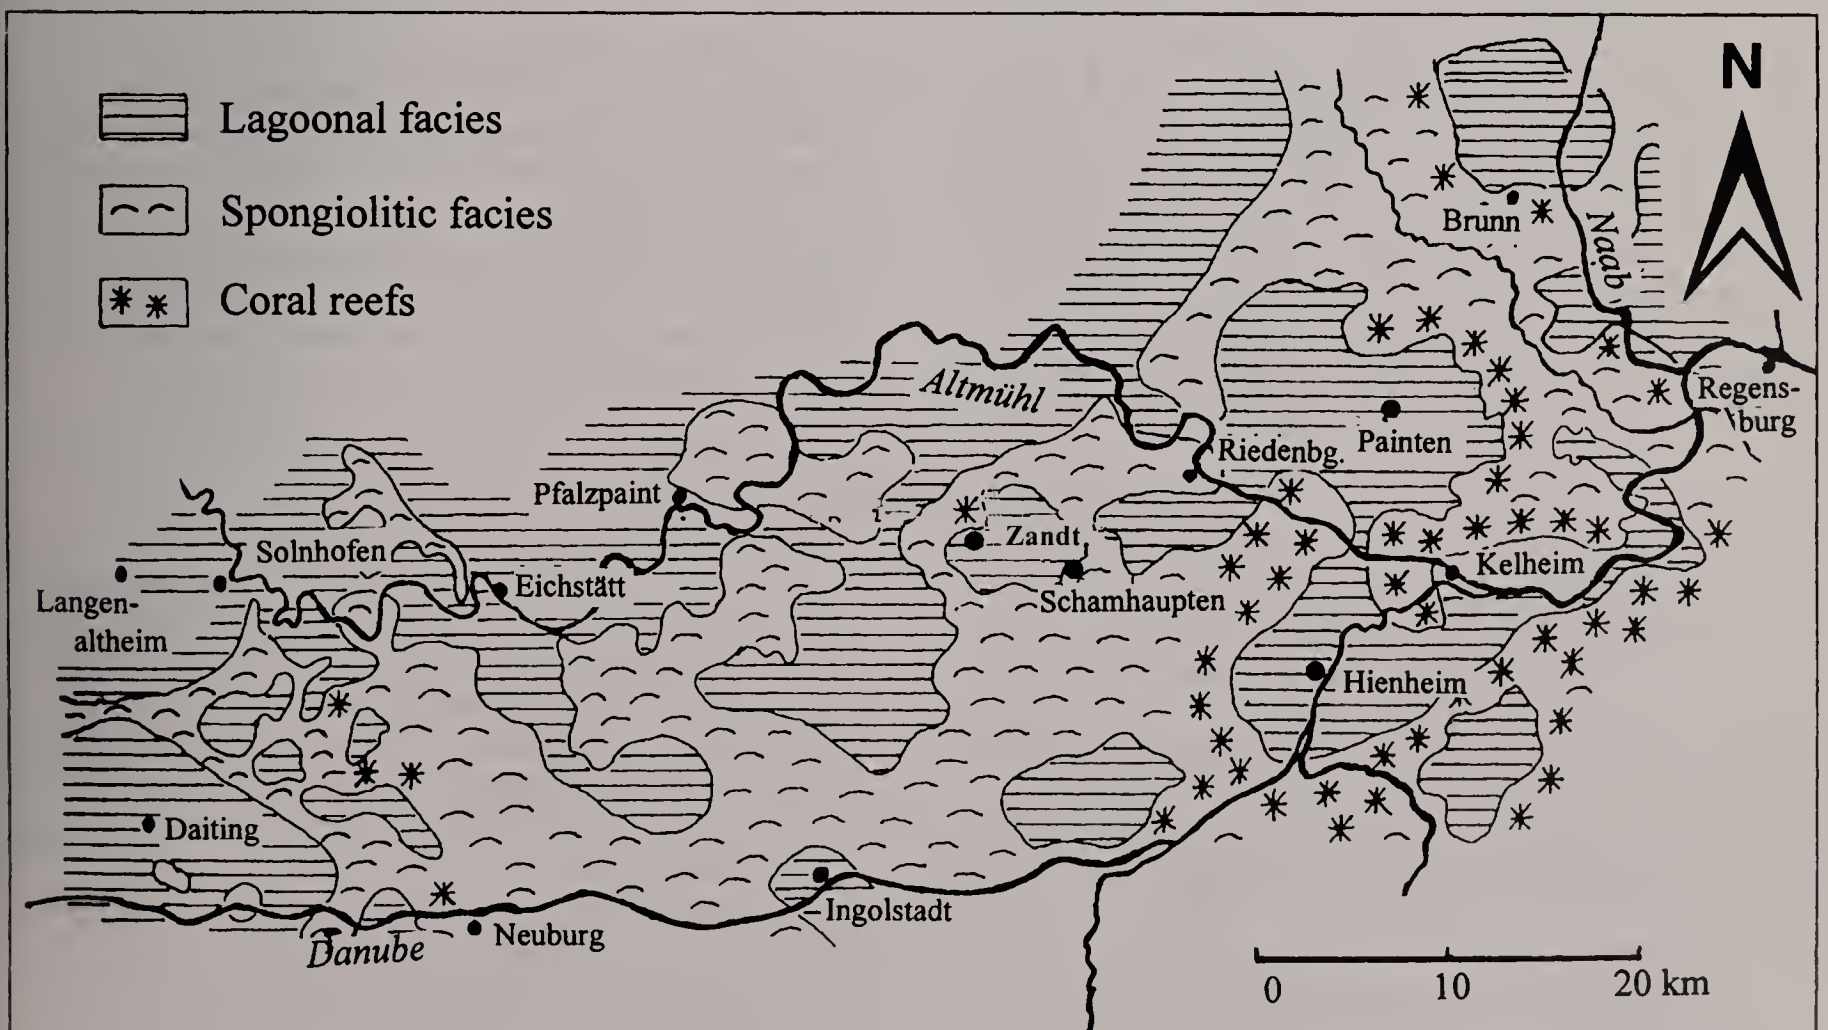 N
Lagoonal facies
Spongiolitic facies
Coral reefs
Brunn
Naab
Altmühl
Regens-
burg
Riedenbg.
Painten
Pfalzpaint
Zandt
Solnhofen
Kelheim
Eichstätt
Langen-
altheim
Schamhaupten
Hienheim
Daiting
Ingolstadt
Neuburg
Danube
0 10 20 km